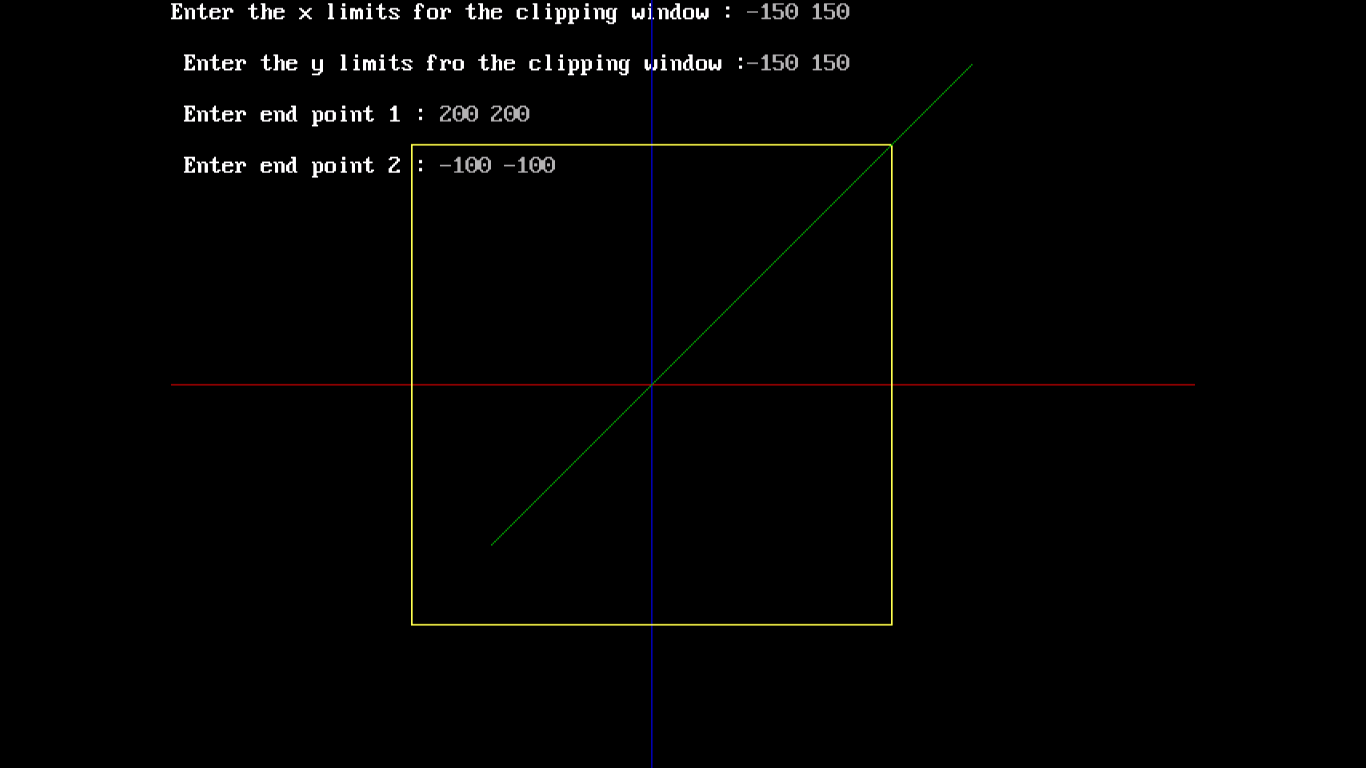 Enter the x limits for the clipping window : -150 150
Enter the y limits fro the clipping window :-150 150
Enter end point 1 : 200 200
Enter end point 2 : -100 -100